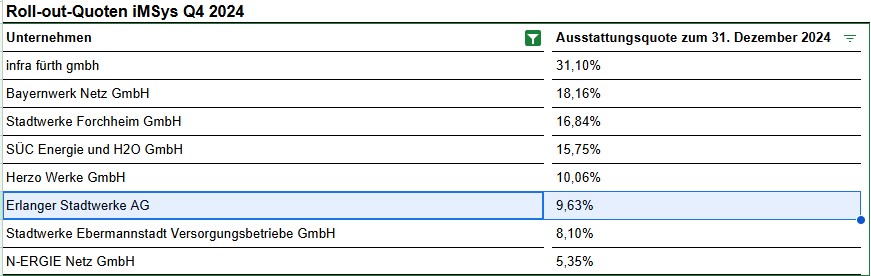 Roll-out-Quoten iMSys Q4 2024
Unternehmen Ausstattungsquote zum 31. Dezember 2024
infra fürth gmbh 31,10%
Bayernwerk Netz GmbH 18,16%
Stadtwerke Forchheim GmbH 16,84%
SÜC Energie und H2O GmbH 15,75%
Herzo Werke GmbH 10,06%
Erlanger Stadtwerke AG 9,63%
Stadtwerke Ebermannstadt Versorgungsbetriebe GmbH 8,10%
N-ERGIE Netz GmbH 5,35%